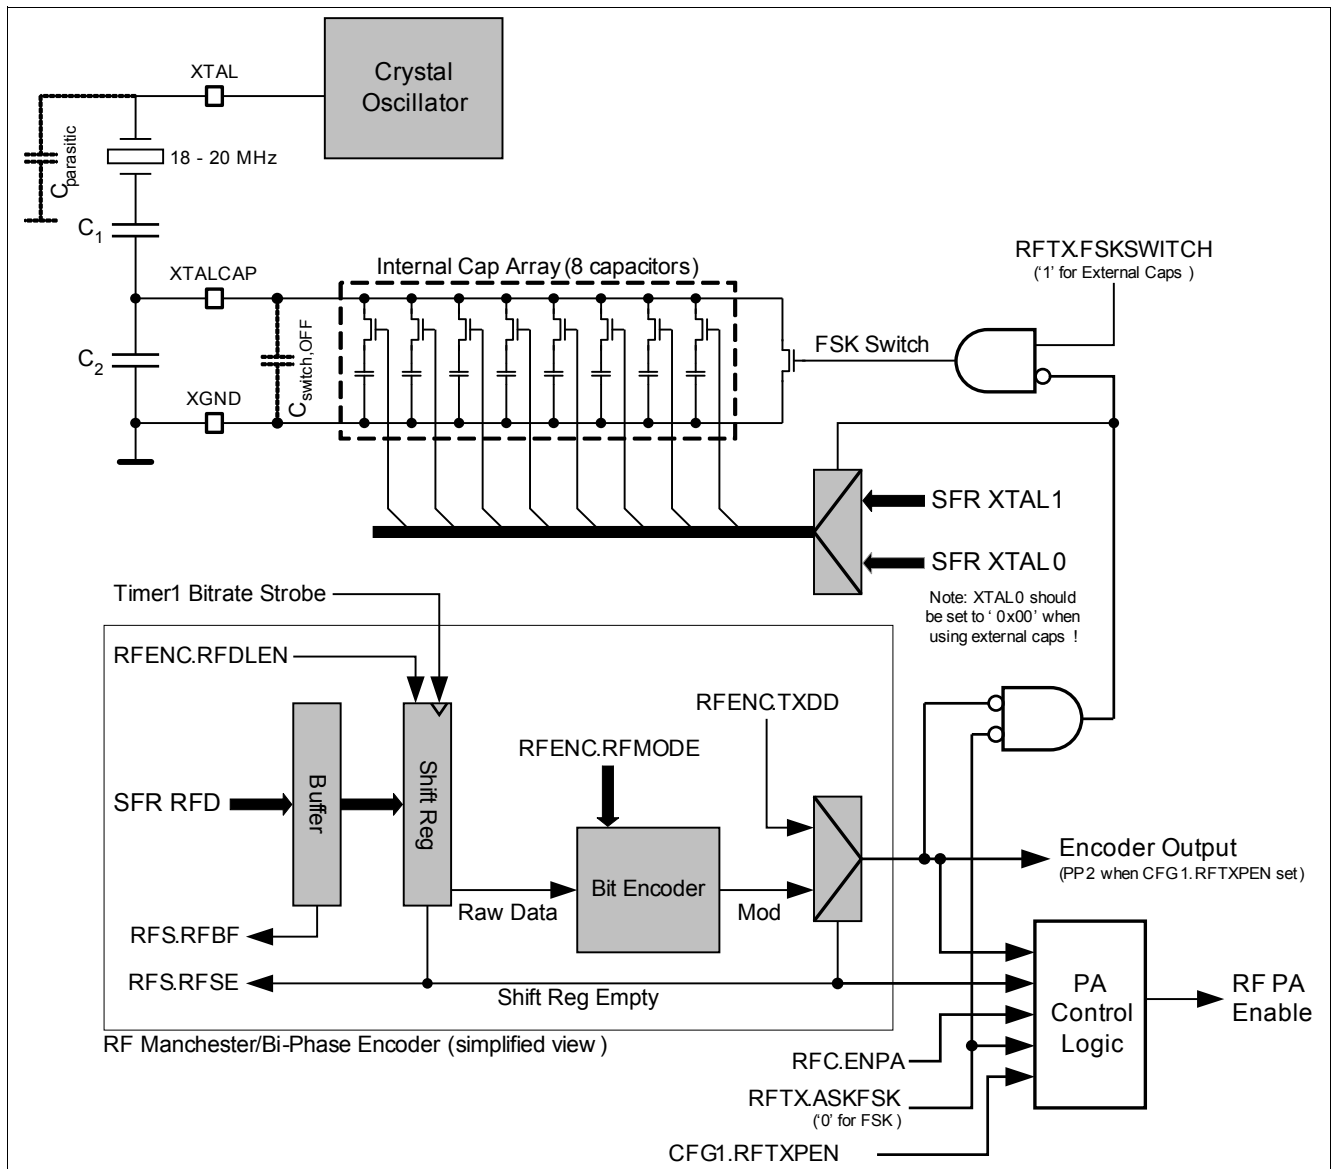 Crystal
Oscillator
XTAL
C parasitic
18 - 20 MHz
C1
XTALCAP
Internal Cap Array (8 capacitors)
RFTX.FSKSWITCH
('1' for External Caps )
C2
Cswitch,OFF
FSK Switch
XGND
SFR XTAL1
SFR XTAL0
Note: XTAL0 should
be set to ' 0x00' when
using external caps !
Timer1 Bitrate Strobe
RFENC.RFDLEN
RFENC.TXDD
RFENC.RFMODE
SFR RFD
Buffer
Shift Reg
Bit Encoder
Raw Data
Mod
Encoder Output
(PP2 when CFG1.RFTXPEN set)
RFS.RFBF
RFS.RFSE
Shift Reg Empty
PA
Control
Logic
RF PA
Enable
RF Manchester/Bi-Phase Encoder (simplified view )
RFC.ENPA
RFTX.ASKFSK
('0' for FSK )
CFG1.RFTXPEN